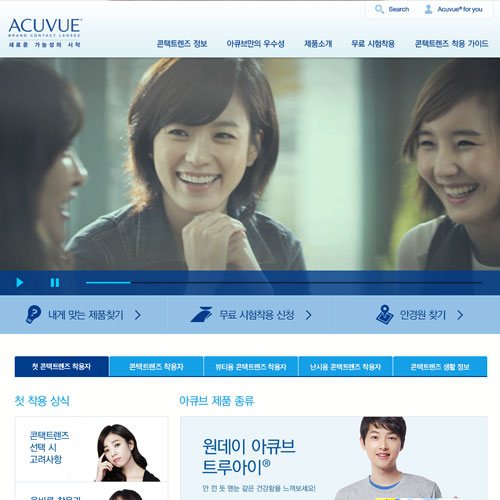 Search
Acuvue® for you
ACUVUE®
BRAND CONTACT LENSES
새로운 가능성의 시작
콘택트렌즈 정보 아큐브만의 우수성 제품소개 무료 시험착용 콘택트렌즈 착용 가이드
내게 맞는 제품찾기 >
무료 시험착용 신청 >
안경원 찾기 >
첫 콘택트렌즈 착용자 콘택트렌즈 착용자 뷰티용 콘택트렌즈 착용자 난시용 콘택트렌즈 착용자 콘택트렌즈 생활 정보
첫 착용 상식
아큐브 제품 종류
콘택트렌즈
선택 시
고려사항
원데이 아큐브
트루아이®
안 낀 듯 맨눈 같은 건강함을 느껴보세요!